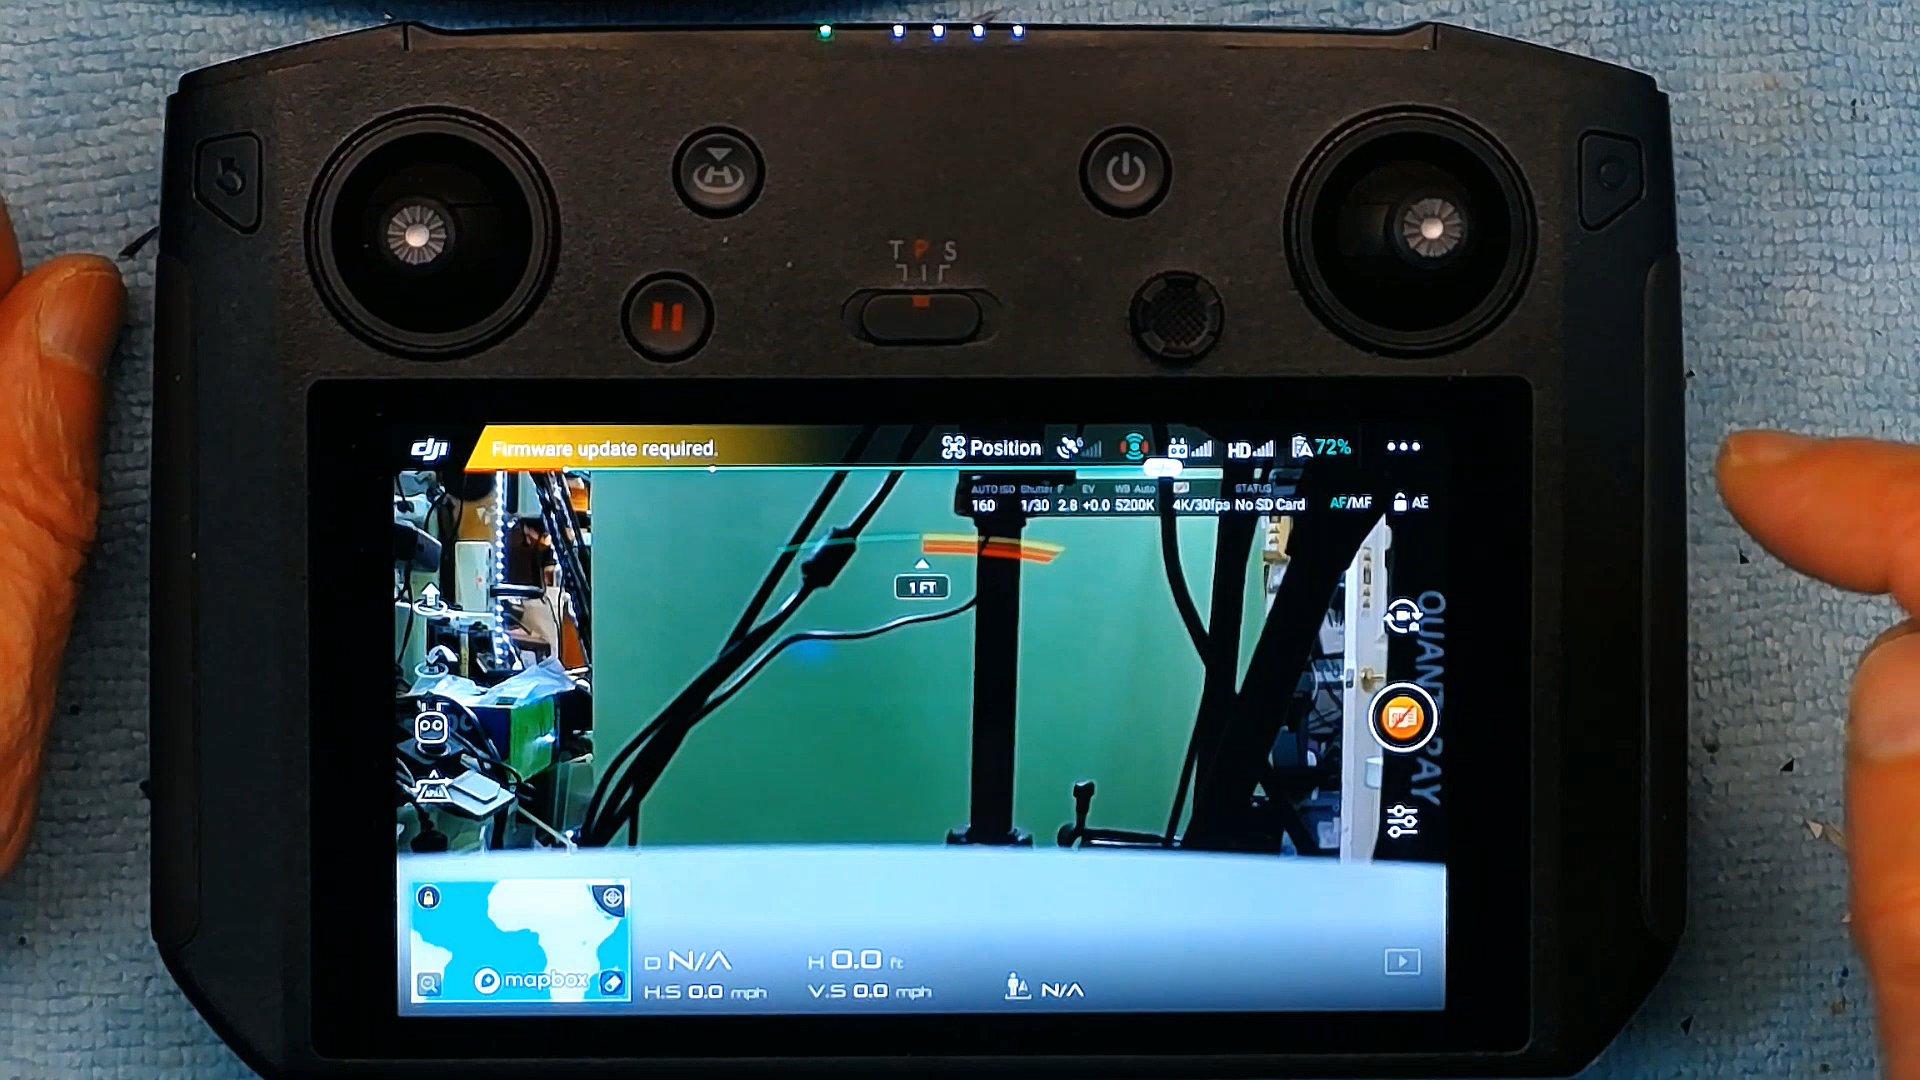 T P S
dji Firmware update required. Position 6 HD 72%
AUTO ISO Shutter F EV WB Auto STATUS
160 1/30 2.8 +0.0 5200K 4K/30fps No SD Card AF/MF AE
1 FT
mapbox
D N/A H 0.0 ft
H.S 0.0 mph V.S 0.0 mph N/A